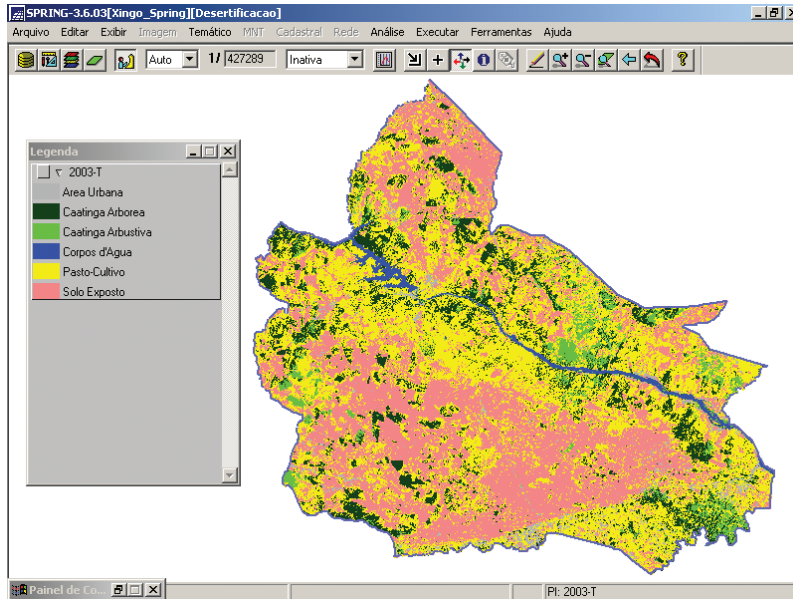 SPRING-3.6.03[Xingo_Spring][Desertificacao]
Arquivo Editar Exibir Imagem Temático MNT Cadastral Rede Análise Executar Ferramentas Ajuda
Auto 1/ 427289 Inativa
Legenda
2003-T
Area Urbana
Caatinga Arborea
Caatinga Arbustiva
Corpos d'Agua
Pasto-Cultivo
Solo Exposto
Painel de Co...
PI: 2003-T